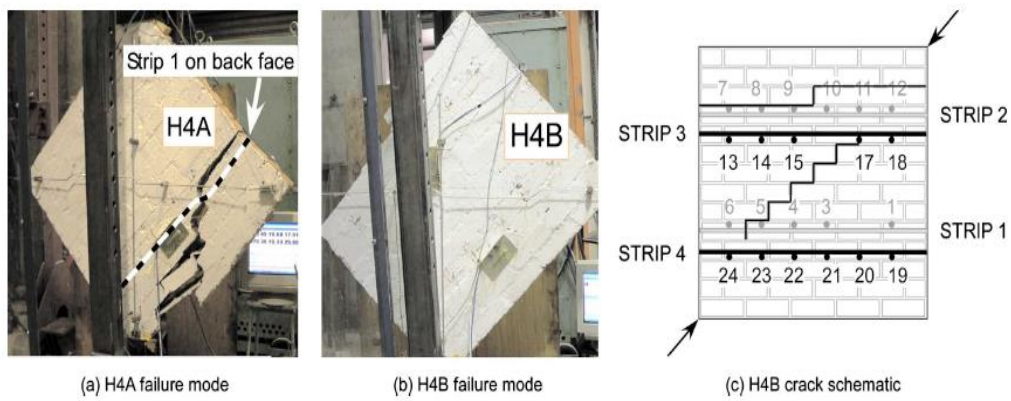 Strip 1 on back face
H4A
H4B
7 8 9 10 11 12
STRIP 2
STRIP 3
13 14 15 17 18
6 5 4 3 1
STRIP 1
STRIP 4
24 23 22 21 20 19
(a) H4A failure mode
(b) H4B failure mode
(c) H4B crack schematic